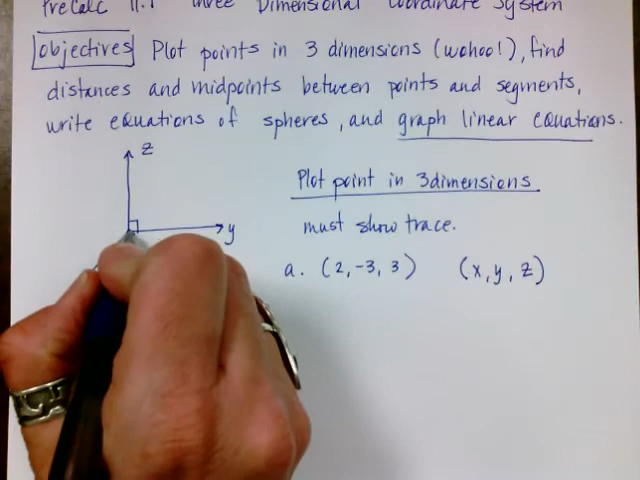 PreCalc 11.1 Three Dimensional Coordinate System
Objectives Plot points in 3 dimensions (wohoo!), find
distances and midpoints between points and segments,
write equations of spheres, and graph linear equations.
z
Plot point in 3dimensions
y
must show trace.
a. (2,-3, 3) (x, y, z)